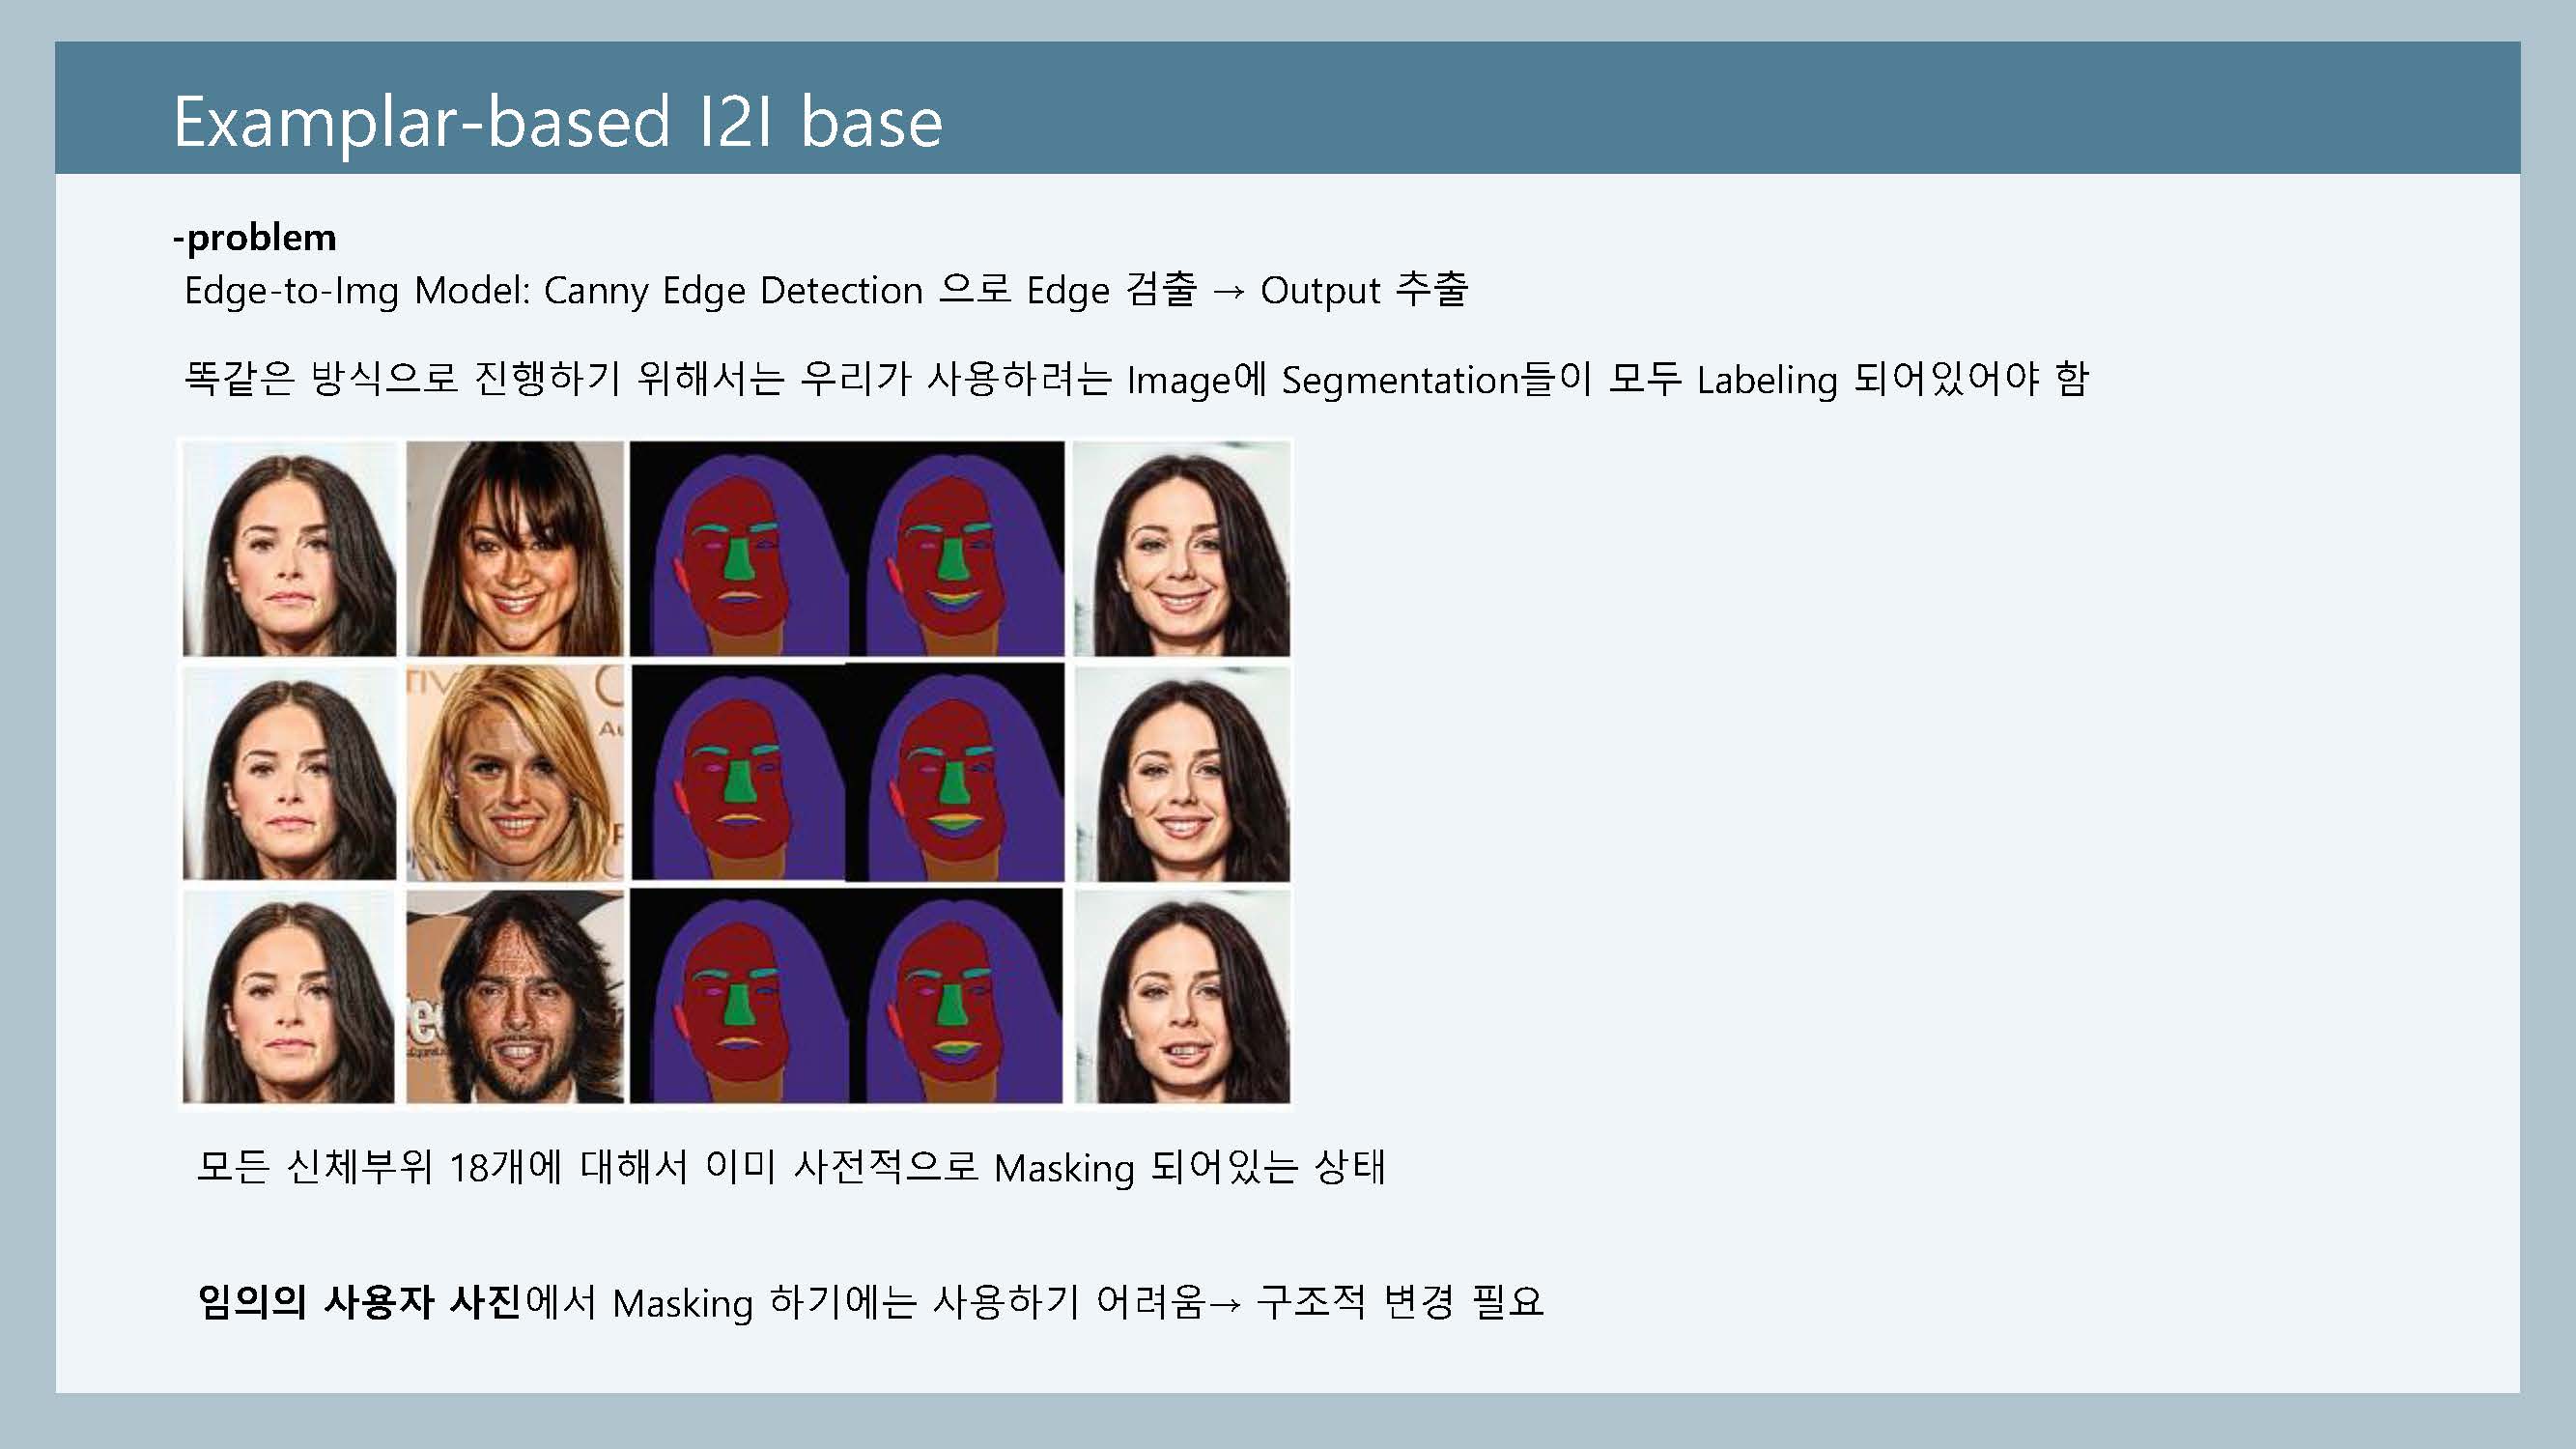 Examplar-based I2I base
-problem
Edge-to-Img Model: Canny Edge Detection 으로 Edge 검출 → Output 추출
똑같은 방식으로 진행하기 위해서는 우리가 사용하려는 Image에 Segmentation들이 모두 Labeling 되어있어야 함
모든 신체부위 18개에 대해서 이미 사전적으로 Masking 되어있는 상태
임의의 사용자 사진에서 Masking 하기에는 사용하기 어려움→ 구조적 변경 필요